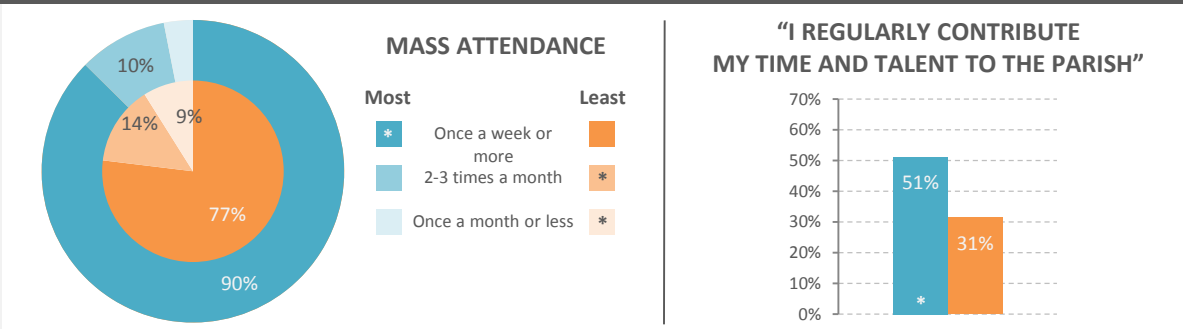 10%
9%
14%
77%
90%
MASS ATTENDANCE
Most
Least
*
Once a week or
more
2-3 times a month
*
Once a month or less
*
"I REGULARLY CONTRIBUTE
MY TIME AND TALENT TO THE PARISH"
70%
60%
50%
40%
30%
20%
10%
0%
51%
31%
*